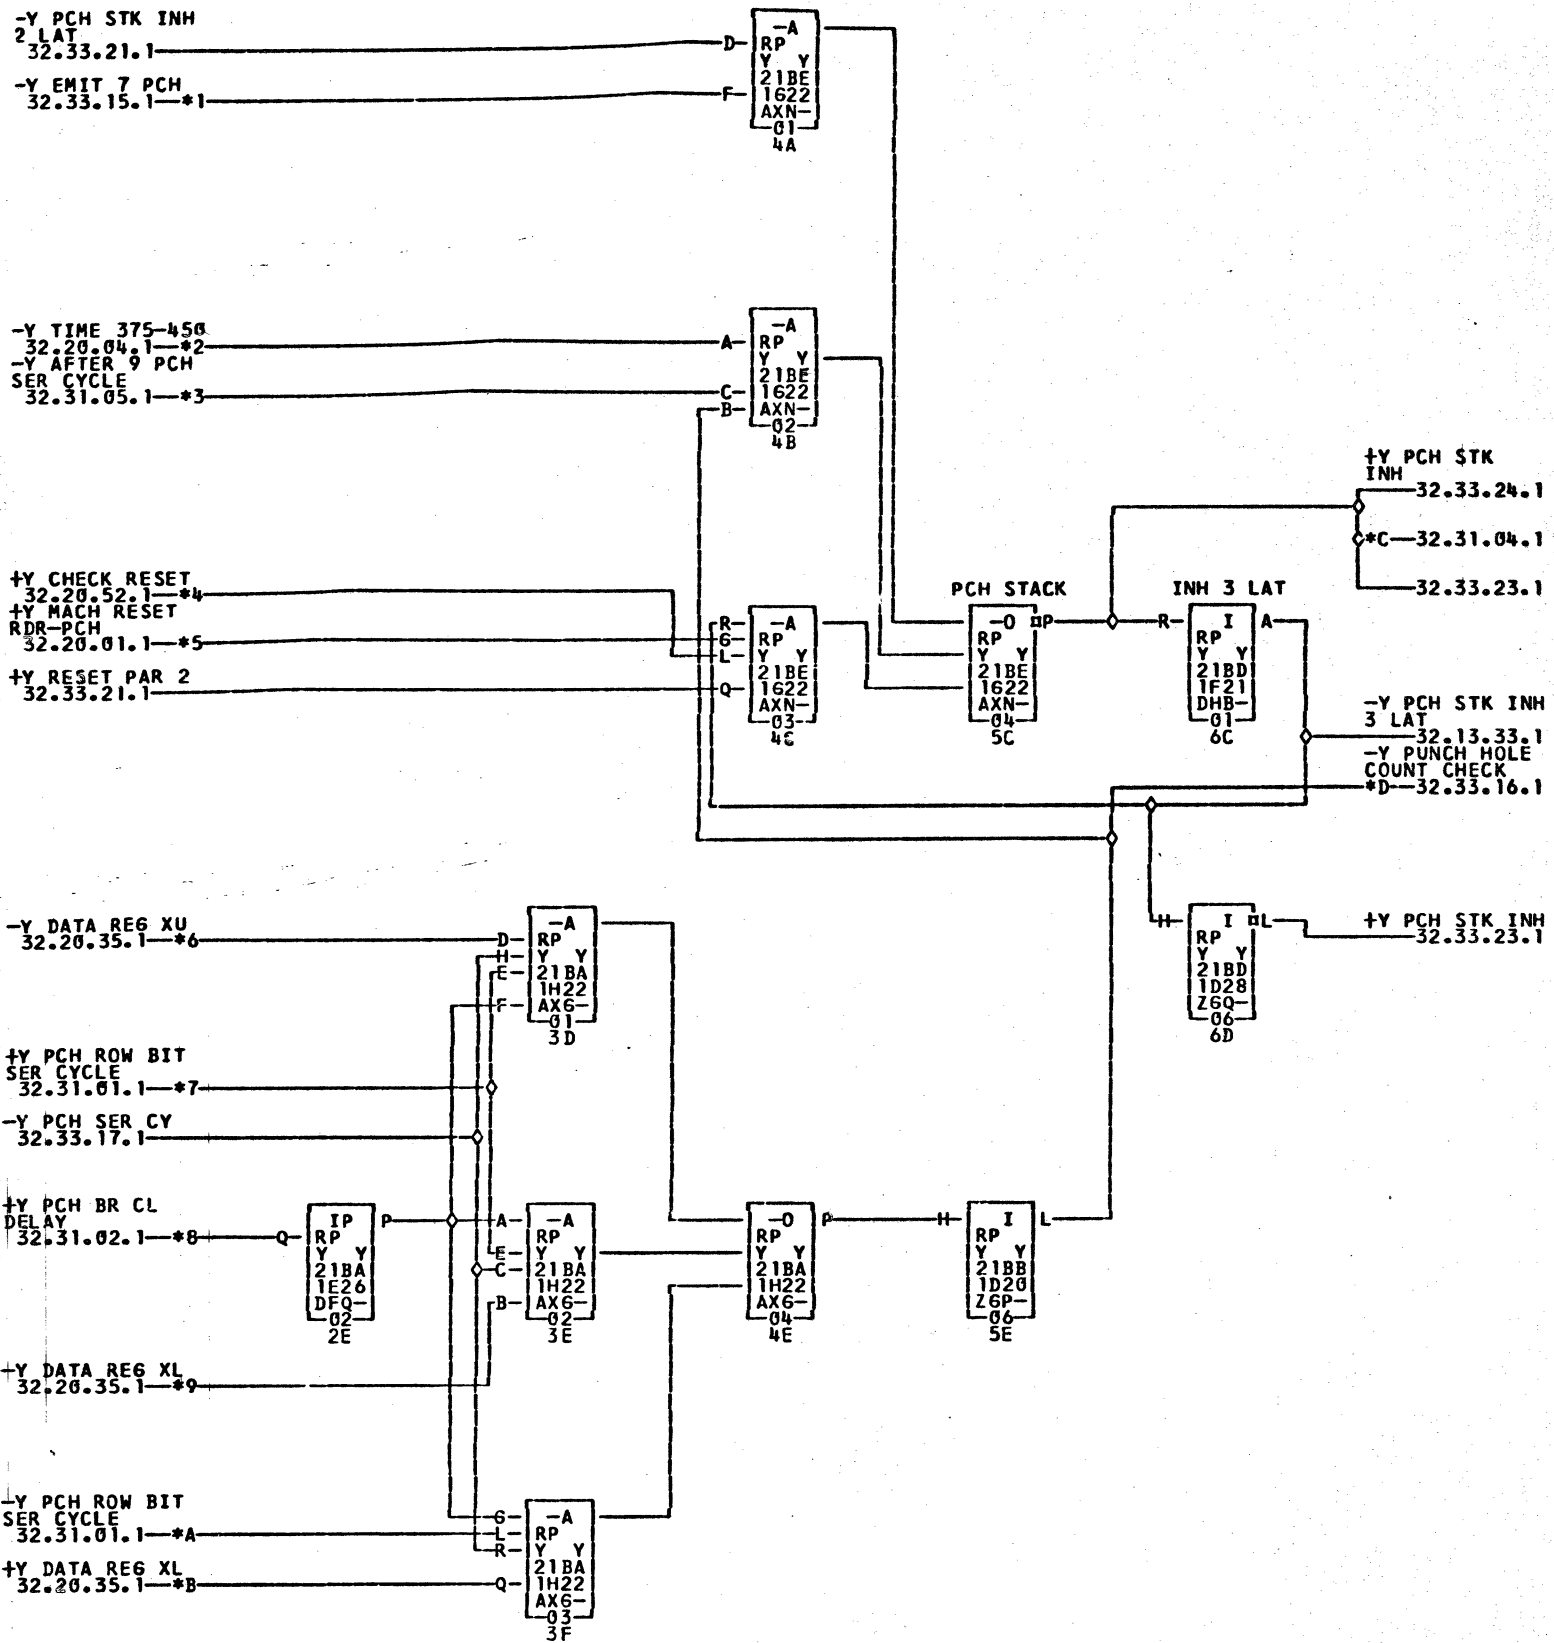 -Y PCH STK INH
2 LAT
32.33.21.1
-Y EMIT 7 PCH
32.33.15.1—*1
D
F
-A
RP
Y Y
21BE
1622
AXN-
01
4A
-Y TIME 375-450
32.20.04.1—*2
-Y AFTER 9 PCH
SER CYCLE
32.31.05.1—*3
A
C
B
-A
RP
Y Y
21BE
1622
AXN-
02
4B
+Y PCH STK
INH
32.33.24.1
*C—32.31.04.1
32.33.23.1
+Y CHECK RESET
32.20.52.1—*4
+Y MACH RESET
RDR-PCH
32.20.01.1—*5
+Y RESET PAR 2
32.33.21.1
R
G
L
Q
-A
RP
Y Y
21BE
1622
AXN-
03
4C
PCH STACK
-O P
RP
Y Y
21BE
1622
AXN-
04
5C
INH 3 LAT
R
I A
RP
Y Y
21BD
1F21
DHB-
01
6C
-Y PCH STK INH
3 LAT
32.13.33.1
-Y PUNCH HOLE
COUNT CHECK
*D—32.33.16.1
-Y DATA REG XU
32.20.35.1—*6
D
H
E
F
-A
RP
Y Y
21BA
1H22
AX6-
01
3D
H
I L
RP
Y Y
21BD
1D28
Z6Q-
06
6D
+Y PCH STK INH
32.33.23.1
+Y PCH ROW BIT
SER CYCLE
32.31.01.1—*7
-Y PCH SER CY
32.33.17.1
+Y PCH BR CL
DELAY
32.31.02.1—*8
Q
IP P
RP
Y Y
21BA
1E26
DFQ-
02
2E
A
E
C
B
-A
RP
Y Y
21BA
1H22
AX6-
02
3E
-O P
RP
Y Y
21BA
1H22
AX6-
04
4E
H
I L
RP
Y Y
21BB
1D20
Z6P-
06
5E
+Y DATA REG XL
32.20.35.1—*9
-Y PCH ROW BIT
SER CYCLE
32.31.01.1—*A
+Y DATA REG XL
32.20.35.1—*B
G
L
R
Q
-A
RP
Y Y
21BA
1H22
AX6-
03
3F